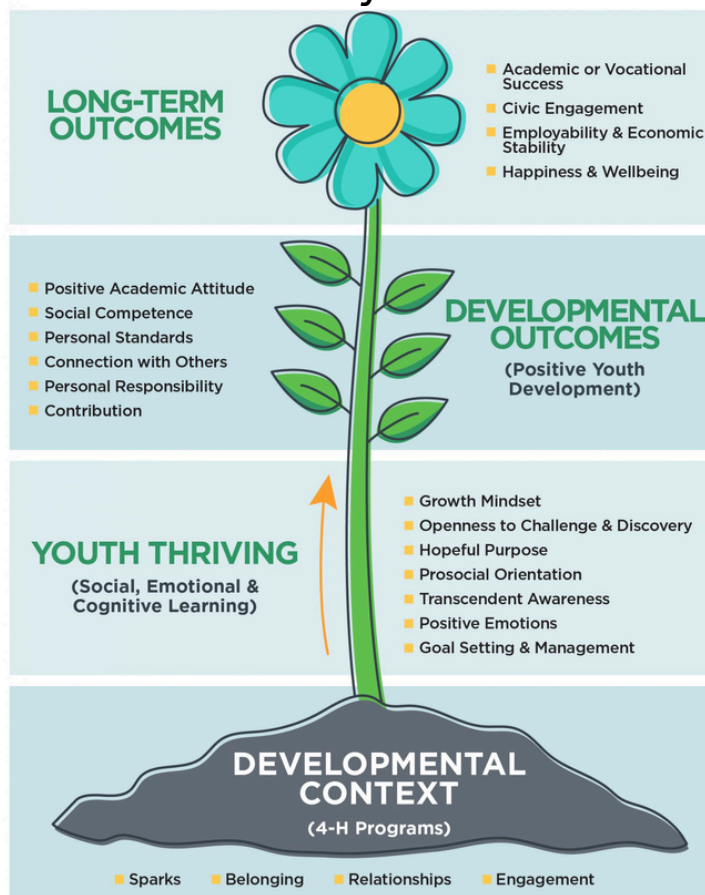 LONG-TERM
OUTCOMES
Academic or Vocational
Success
Civic Engagement
Employability & Economic
Stability
Happiness & Wellbeing
Positive Academic Attitude
Social Competence
Personal Standards
Connection with Others
Personal Responsibility
Contribution
DEVELOPMENTAL
OUTCOMES
(Positive Youth
Development)
YOUTH THRIVING
(Social, Emotional &
Cognitive Learning)
Growth Mindset
Openness to Challenge & Discovery
Hopeful Purpose
Prosocial Orientation
Transcendent Awareness
Positive Emotions
Goal Setting & Management
DEVELOPMENTAL
CONTEXT
(4-H Programs)
Sparks
Belonging
Relationships
Engagement